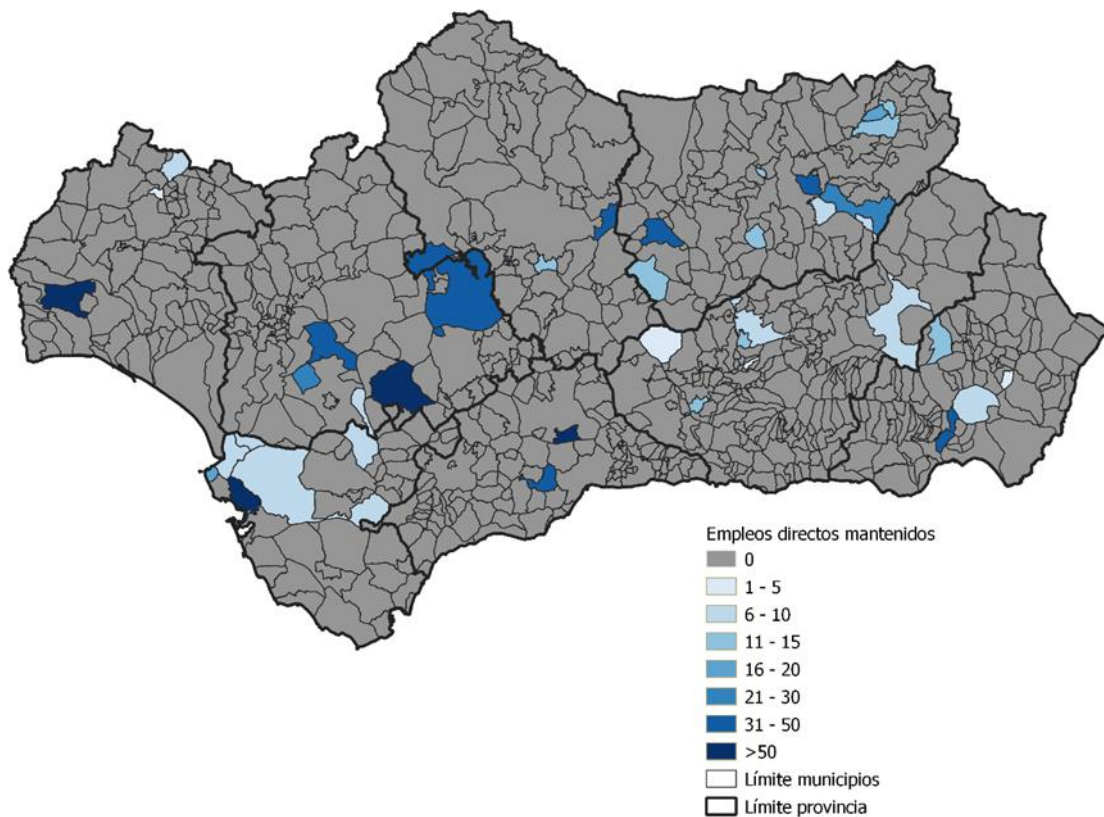 Empleos directos mantenidos
0
1 - 5
6 - 10
11 - 15
16 - 20
21 - 30
31 - 50
>50
Límite municipios
Límite provincia